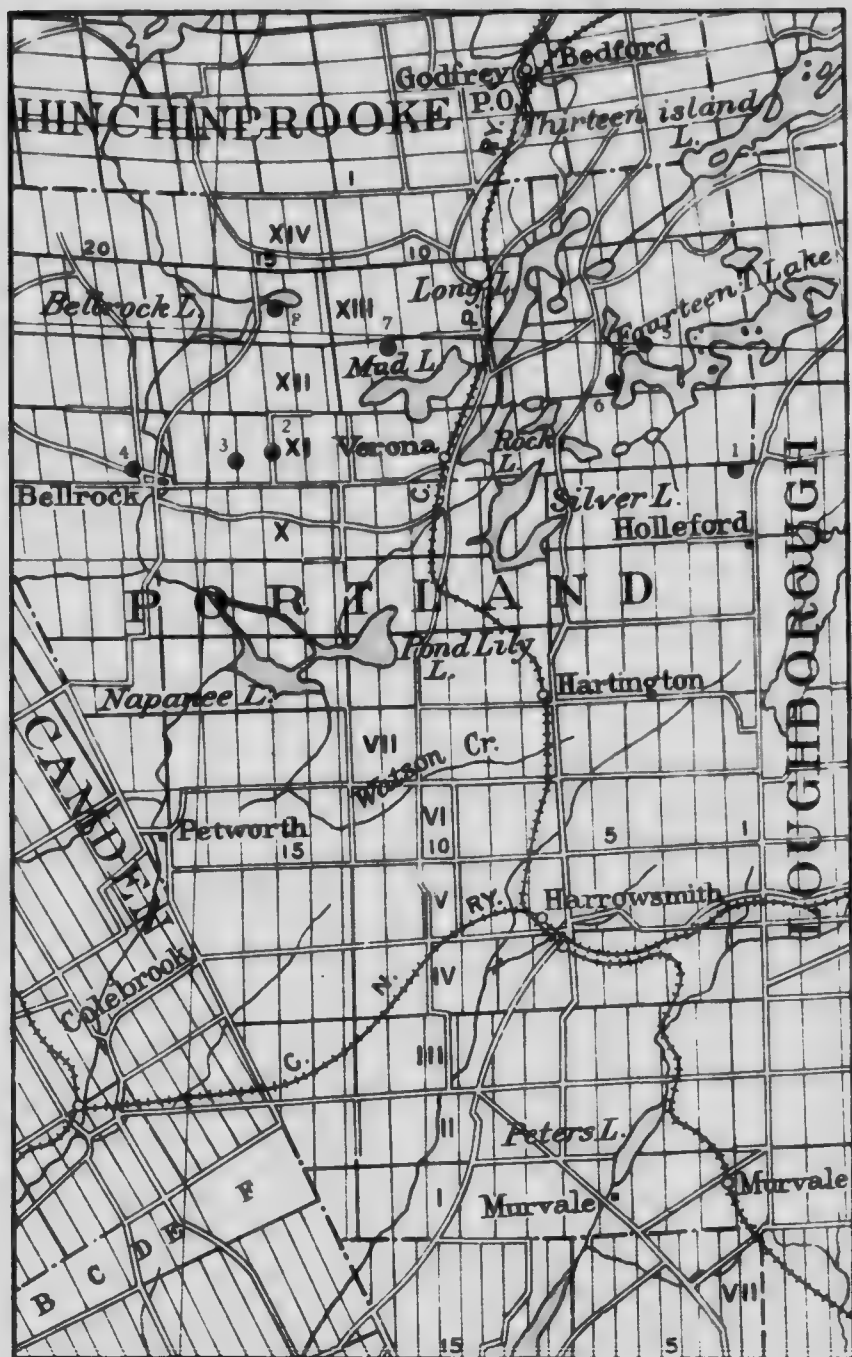 Bedford
Godfrey
P.O.
HINCHINBROOKE
RY.
Thirteen island
L.
1
XIV
20
15
10
Bellrock L.
8
XIII
Long L.
P.
Fourteen I. Lake
7
5
Mud L.
XII
6
2
4
3
XI
Verona
Rock
L.
1
Bellrock
C.
Silver L.
X
Holleford
PORTLAND
Pond Lily
L.
Napanee L.
Hartington
LOUGHBOROUGH
CAMDEN
VII
Watson Cr.
VI
Petworth
15
10
5
1
V
RY.
Harrowsmith
Colebrook
N.
IV
C.
III
II
Peters L.
F
I
Murvale
Murvale
E
D
C
B
VII
15
5